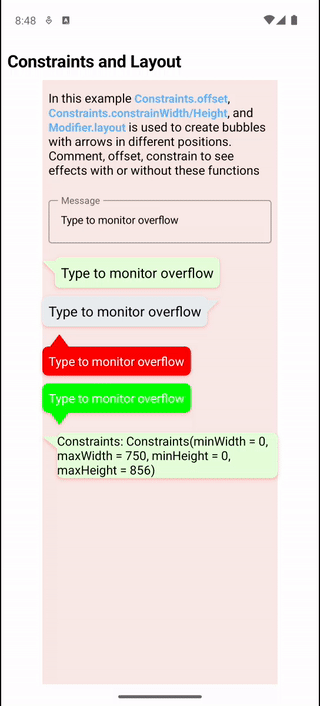 8:48
Constraints and Layout
In this example Constraints.offset,
Constraints.constrainWidth/Height, and
Modifier.layout is used to create bubbles
with arrows in different positions.
Comment, offset, constrain to see
effects with or without these functions
Message
Type to monitor overflow
Type to monitor overflow
Type to monitor overflow
Type to monitor overflow
Type to monitor overflow
Constraints: Constraints(minWidth = 0,
maxWidth = 750, minHeight = 0,
maxHeight = 856)